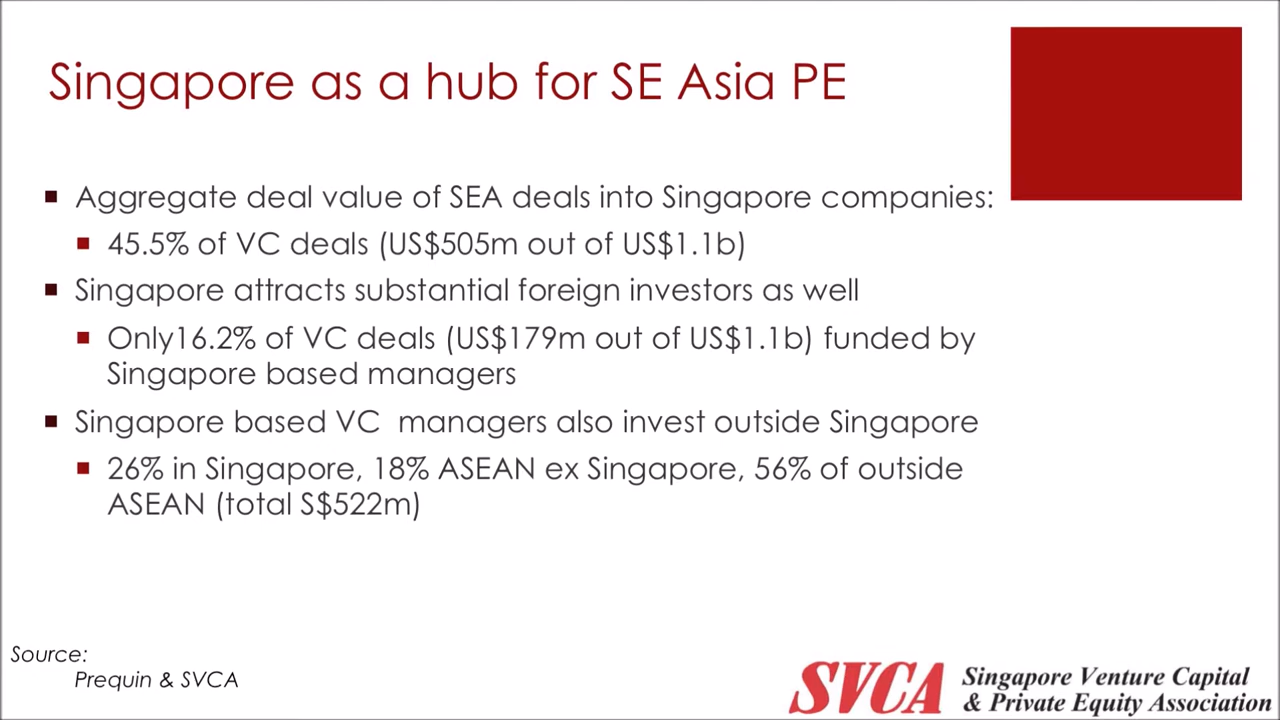 Singapore as a hub for SE Asia PE
Aggregate deal value of SEA deals into Singapore companies:
45.5% of VC deals (US$505m out of US$1.1b)
Singapore attracts substantial foreign investors as well
Only16.2% of VC deals (US$179m out of US$1.1b) funded by
Singapore based managers
Singapore based VC  managers also invest outside Singapore
26% in Singapore, 18% ASEAN ex Singapore, 56% of outside
ASEAN (total S$522m)
Source:
Prequin & SVCA
SVCA
Singapore Venture Capital
& Private Equity Association